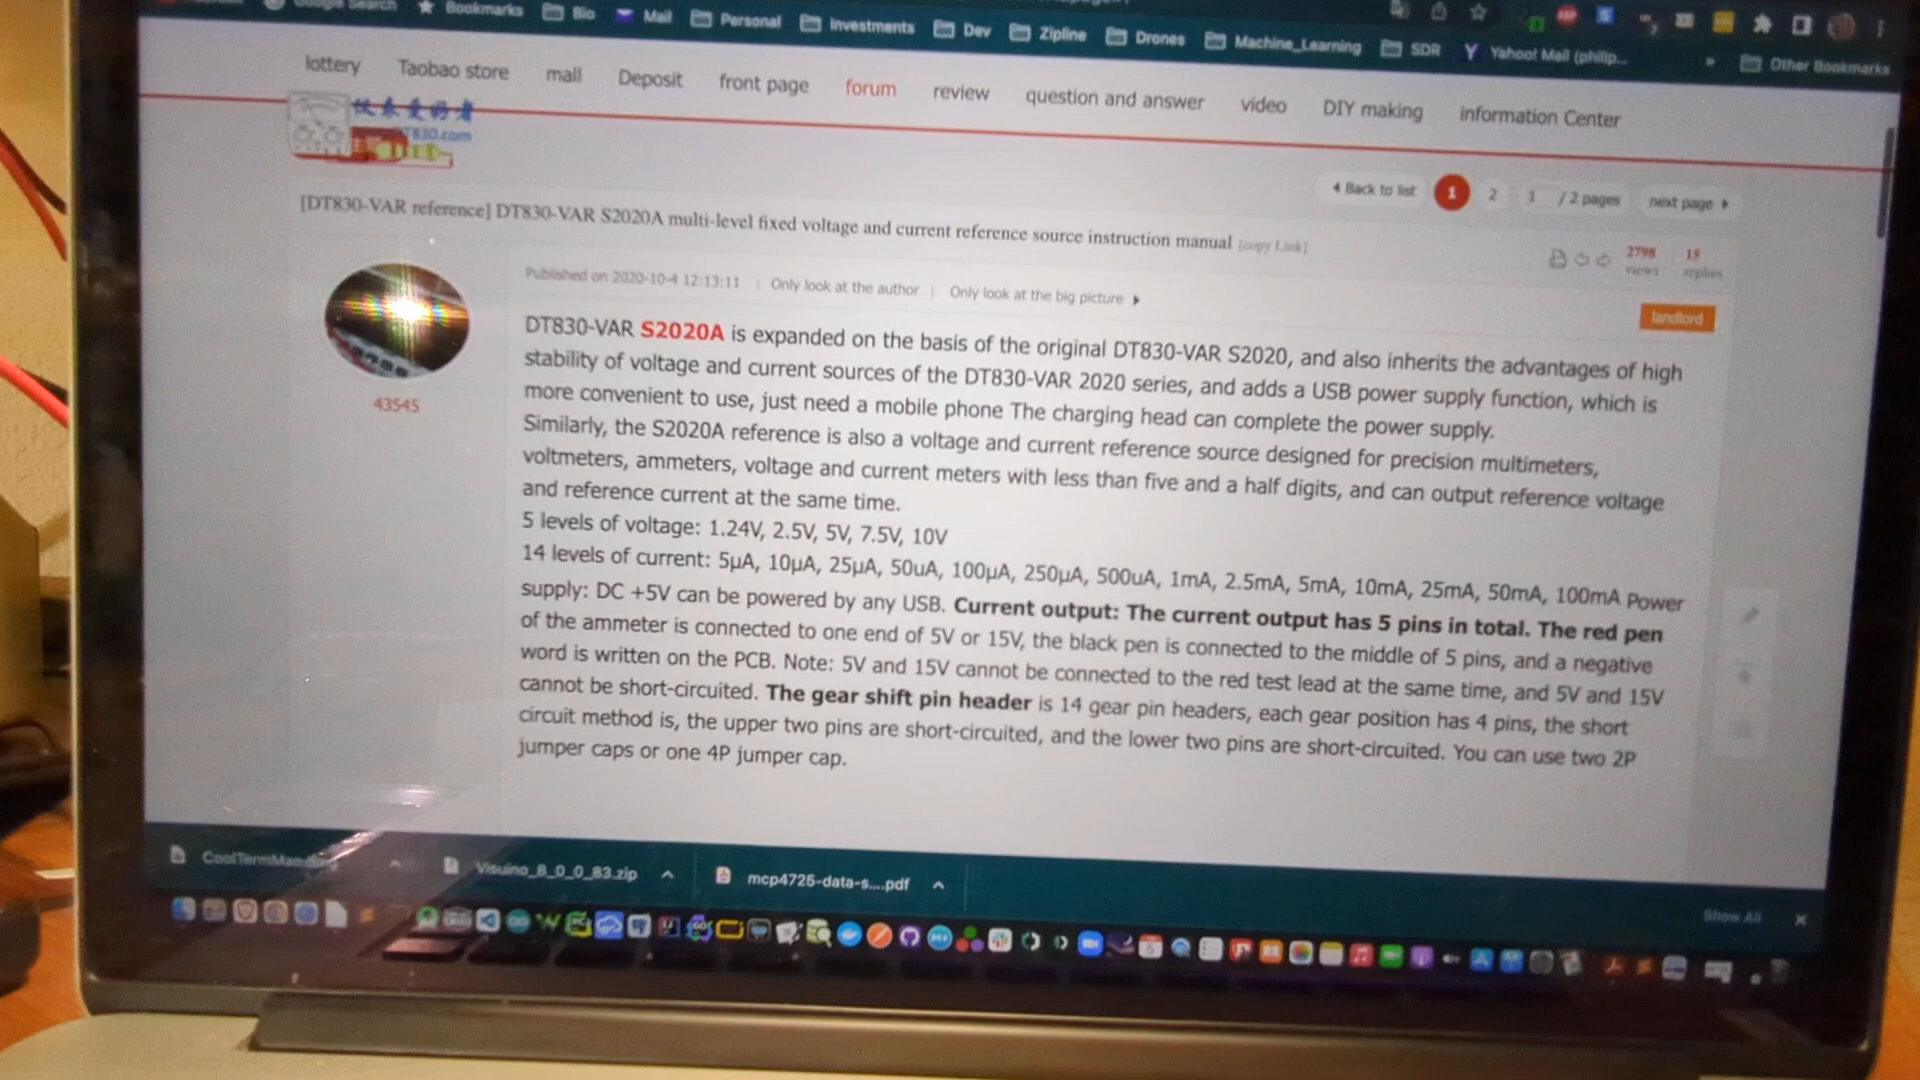 Google Search Bookmarks Bio Mail Personal Investments Dev Zipline Drones Machine_Learning SDR Yahoo! Mail (philip... » Other Bookmarks
lottery Taobao store mall Deposit front page forum review question and answer video DIY making information Center
仪表爱好者
DT830.com
Back to list 1 2 1 / 2 pages next page
[DT830-VAR reference] DT830-VAR S2020A multi-level fixed voltage and current reference source instruction manual [copy Link]
2798 views 15 replies
Published on 2020-10-4 12:13:11 | Only look at the author | Only look at the big picture
landlord
43545
DT830-VAR S2020A is expanded on the basis of the original DT830-VAR S2020, and also inherits the advantages of high
stability of voltage and current sources of the DT830-VAR 2020 series, and adds a USB power supply function, which is
more convenient to use, just need a mobile phone The charging head can complete the power supply.
Similarly, the S2020A reference is also a voltage and current reference source designed for precision multimeters,
voltmeters, ammeters, voltage and current meters with less than five and a half digits, and can output reference voltage
and reference current at the same time.
5 levels of voltage: 1.24V, 2.5V, 5V, 7.5V, 10V
14 levels of current: 5μA, 10μA, 25μA, 50uA, 100μA, 250μA, 500uA, 1mA, 2.5mA, 5mA, 10mA, 25mA, 50mA, 100mA Power
supply: DC +5V can be powered by any USB. Current output: The current output has 5 pins in total. The red pen
of the ammeter is connected to one end of 5V or 15V, the black pen is connected to the middle of 5 pins, and a negative
word is written on the PCB. Note: 5V and 15V cannot be connected to the red test lead at the same time, and 5V and 15V
cannot be short-circuited. The gear shift pin header is 14 gear pin headers, each gear position has 4 pins, the short
circuit method is, the upper two pins are short-circuited, and the lower two pins are short-circuited. You can use two 2P
jumper caps or one 4P jumper cap.
CoolTermMac.dmg Visuino_8_0_0_83.zip mcp4725-data-s....pdf
Show All